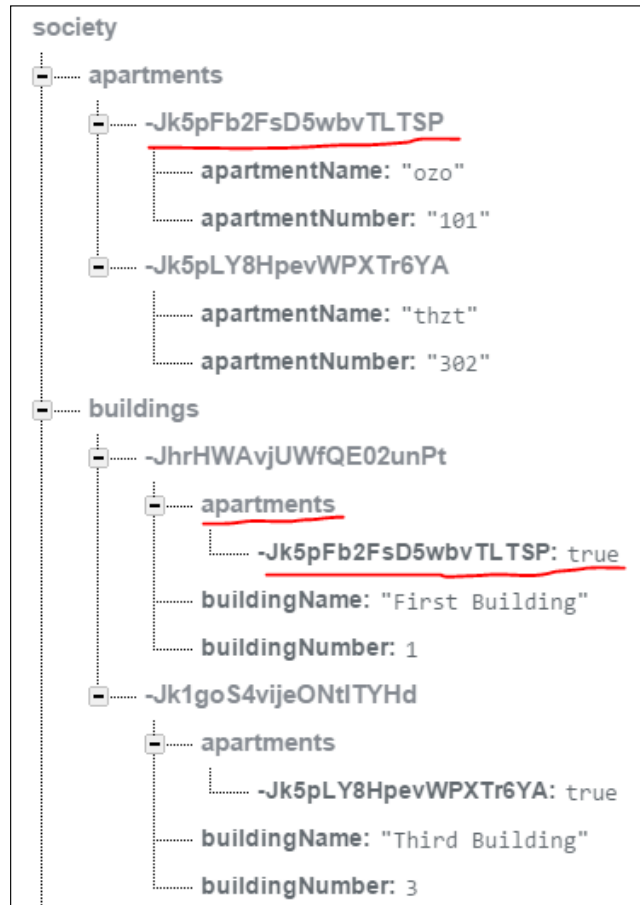 society
apartments
-Jk5pFb2FsD5wbvTLTSP
apartmentName: "ozo"
apartmentNumber: "101"
-Jk5pLY8HpevWPXTr6YA
apartmentName: "thzt"
apartmentNumber: "302"
buildings
-JhrHWAvjUWfQE02unPt
apartments
-Jk5pFb2FsD5wbvTLTSP: true
buildingName: "First Building"
buildingNumber: 1
-Jk1goS4vijeONtlTYHd
apartments
-Jk5pLY8HpevWPXTr6YA: true
buildingName: "Third Building"
buildingNumber: 3